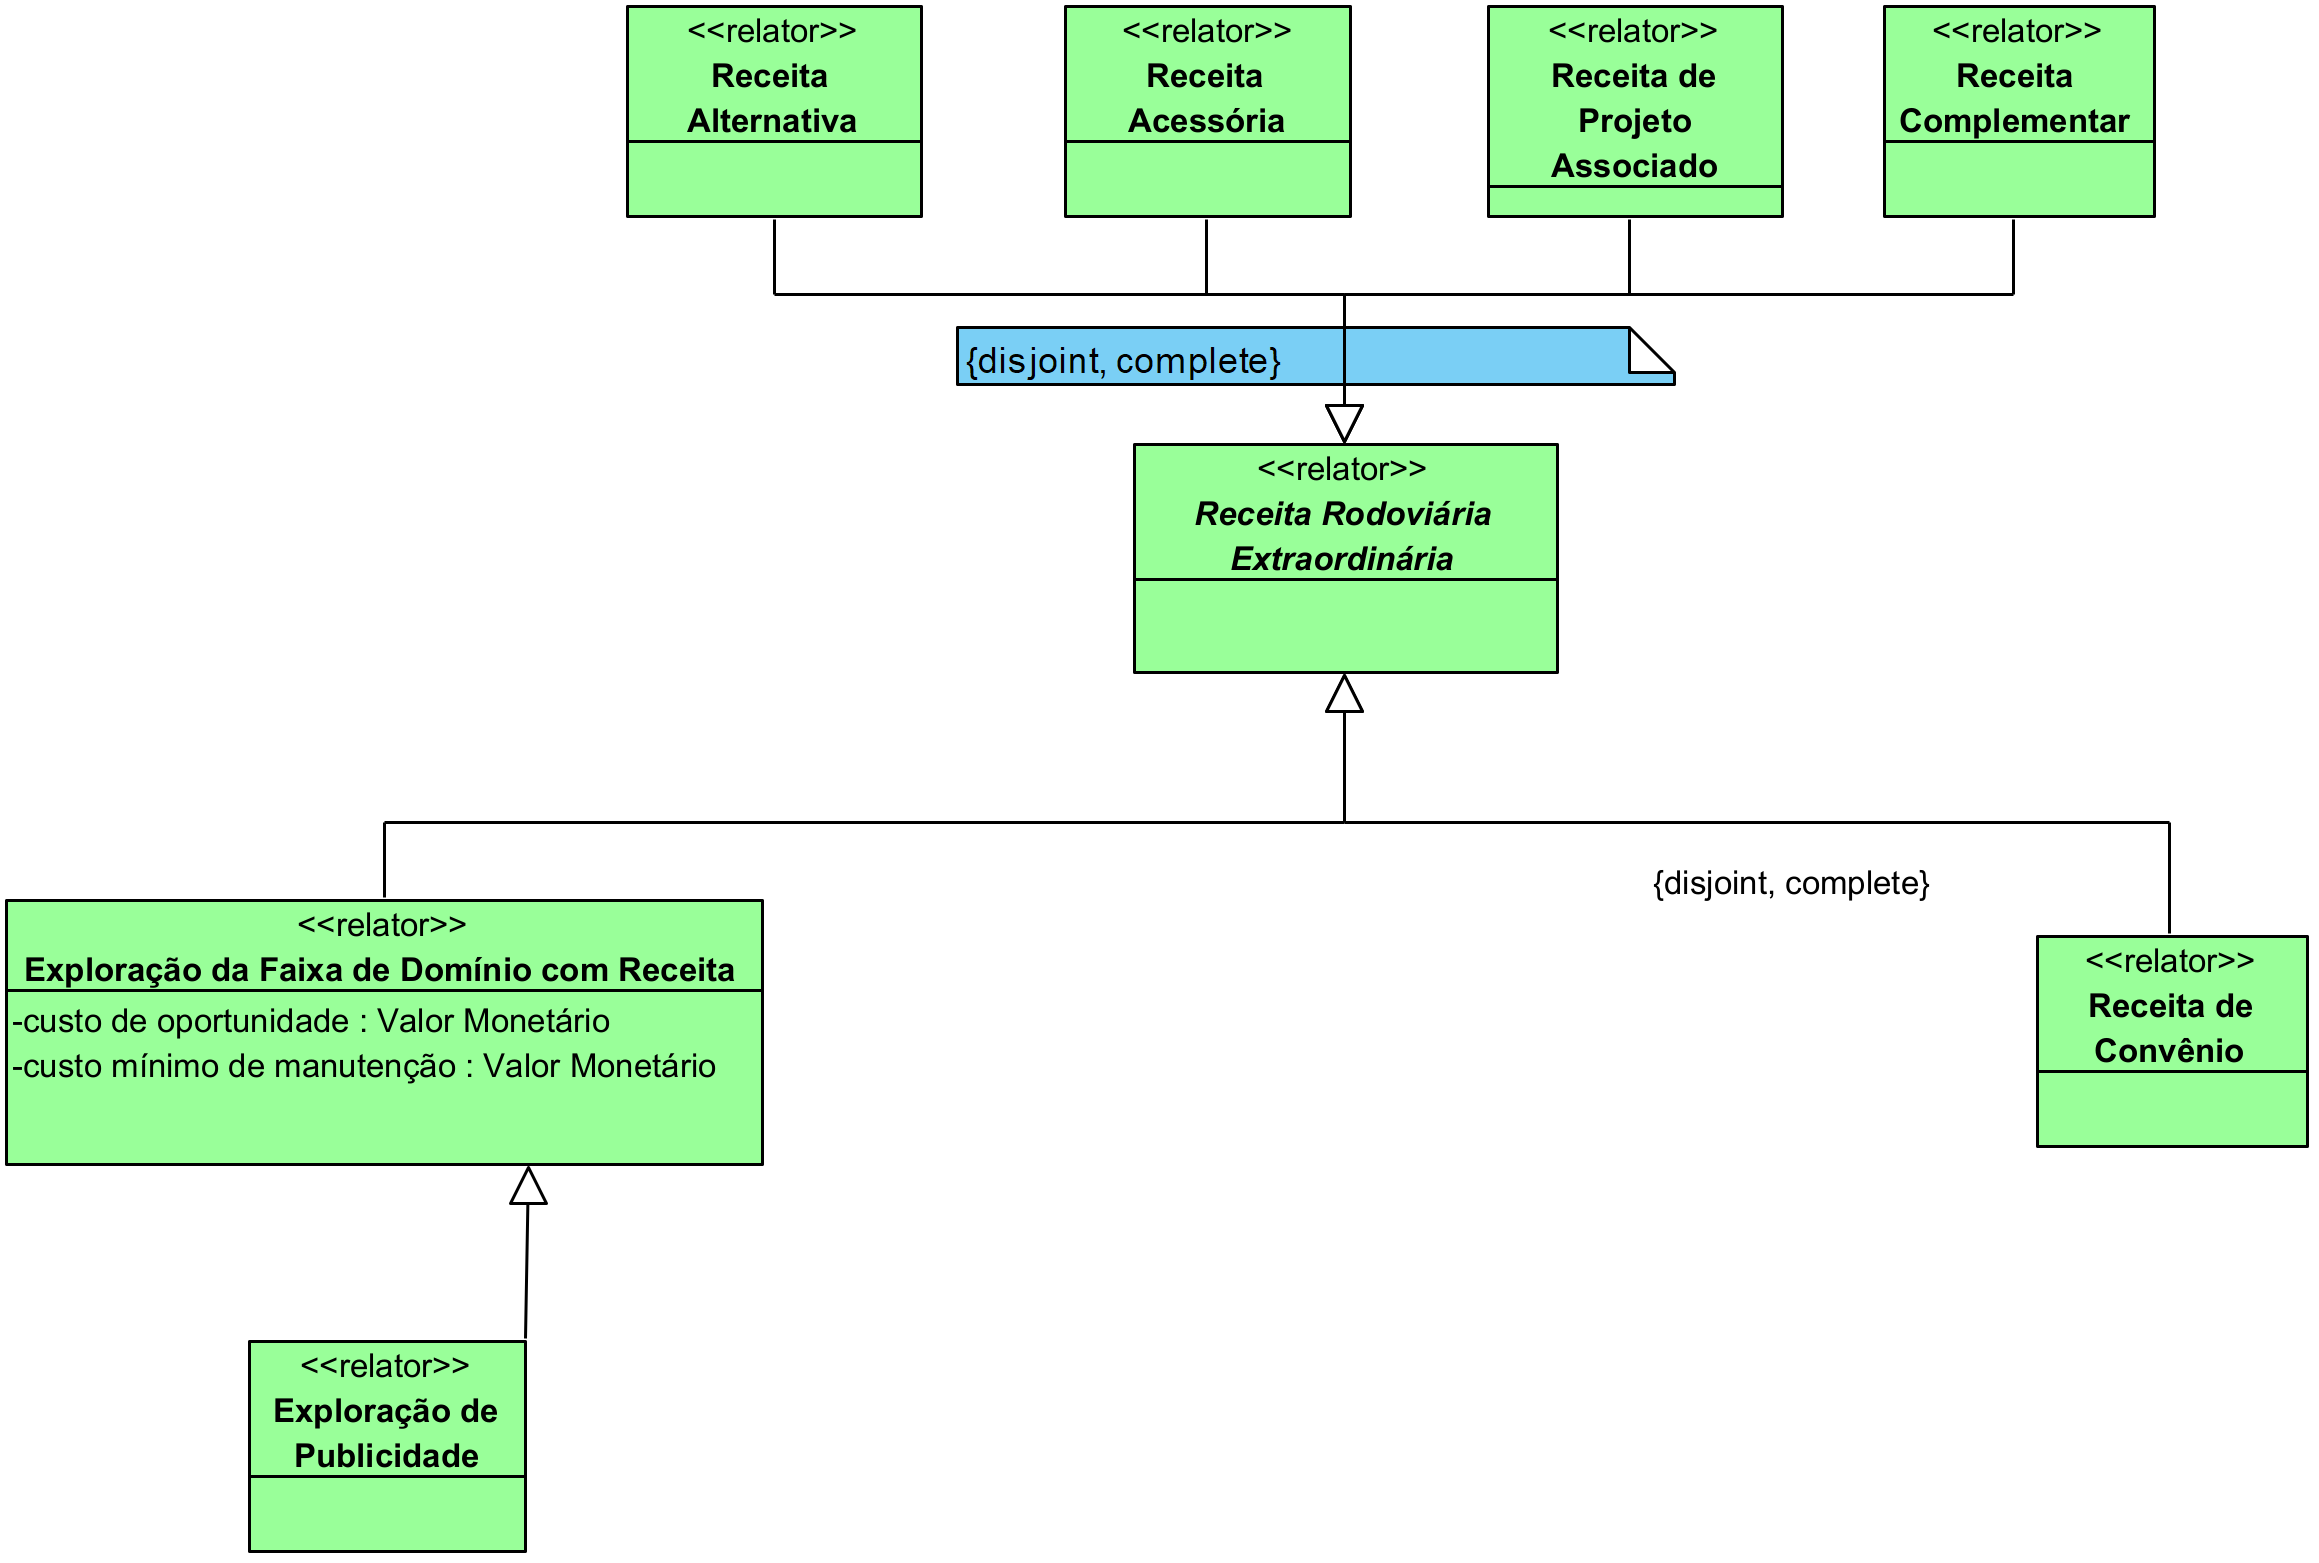 <<relator>>
Receita
Alternativa
<<relator>>
Receita
Acessória
<<relator>>
Receita de
Projeto
Associado
<<relator>>
Receita
Complementar
{disjoint, complete}
<<relator>>
Receita Rodoviária
Extraordinária
{disjoint, complete}
<<relator>>
Exploração da Faixa de Domínio com Receita
-custo de oportunidade : Valor Monetário
-custo mínimo de manutenção : Valor Monetário
<<relator>>
Receita de
Convênio
<<relator>>
Exploração de
Publicidade